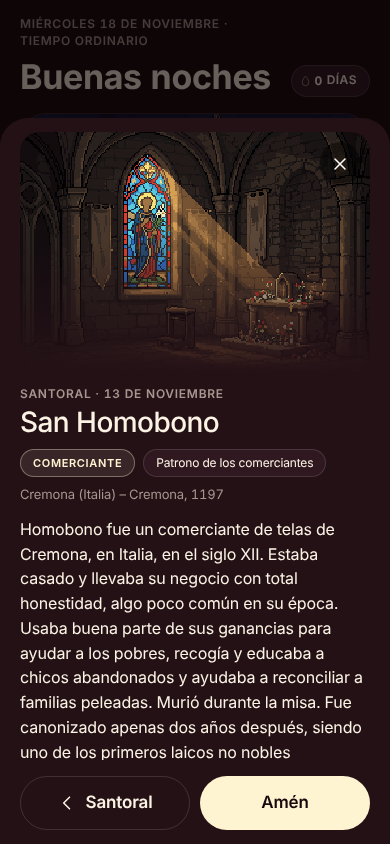 MIÉRCOLES 18 DE NOVIEMBRE ·
TIEMPO ORDINARIO
Buenas noches
0 DÍAS
SANTORAL · 13 DE NOVIEMBRE
San Homobono
COMERCIANTE
Patrono de los comerciantes
Cremona (Italia) – Cremona, 1197
Homobono fue un comerciante de telas de
Cremona, en Italia, en el siglo XII. Estaba
casado y llevaba su negocio con total
honestidad, algo poco común en su época.
Usaba buena parte de sus ganancias para
ayudar a los pobres, recogía y educaba a
chicos abandonados y ayudaba a reconciliar a
familias peleadas. Murió durante la misa. Fue
canonizado apenas dos años después, siendo
uno de los primeros laicos no nobles
Santoral
Amén